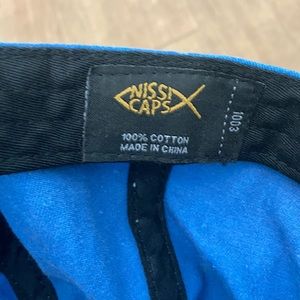 NISSI
CAPS
100% COTTON
MADE IN CHINA
1003